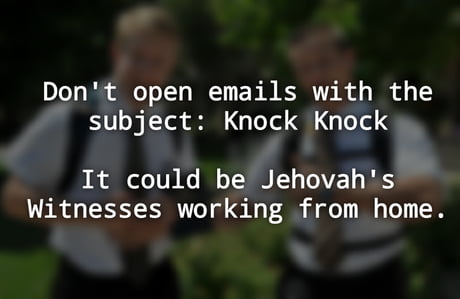 Don't open emails with the
subject: Knock Knock
It could be Jehovah's
Witnesses working from home.